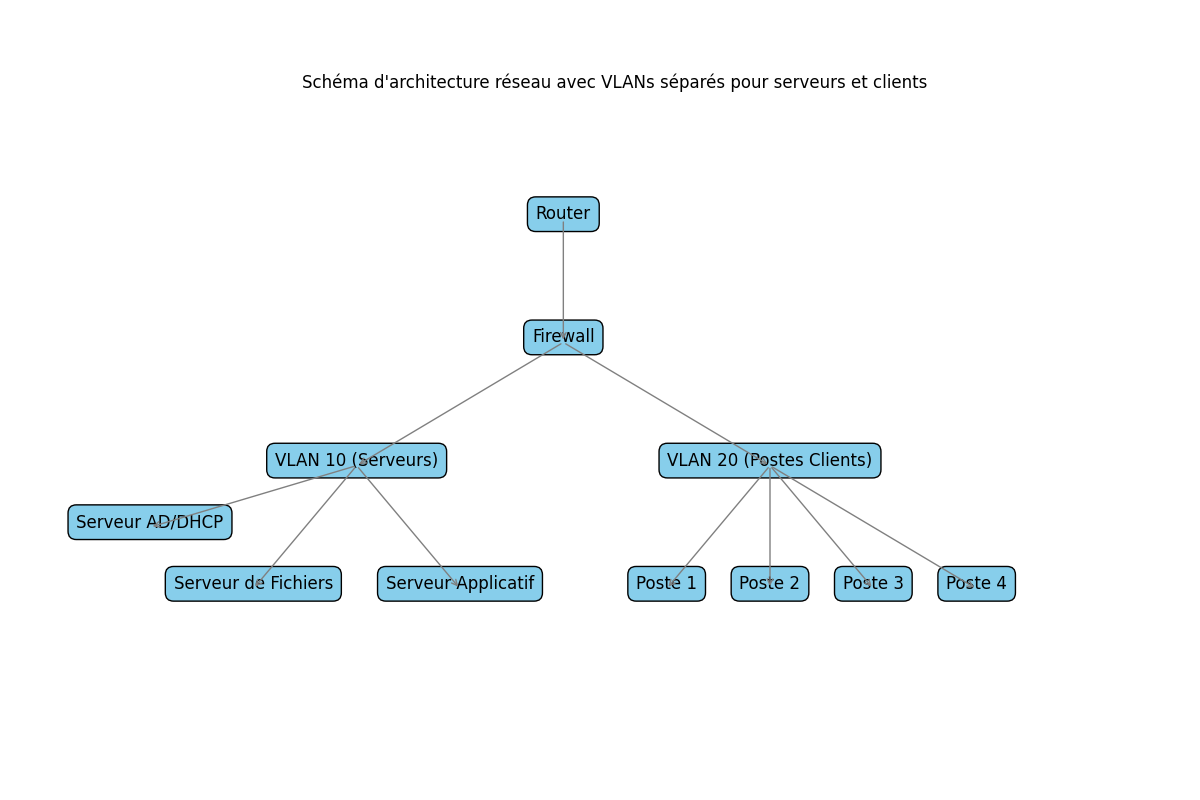 Schéma d'architecture réseau avec VLANs séparés pour serveurs et clients
Router
Firewall
VLAN 10 (Serveurs)
VLAN 20 (Postes Clients)
Serveur AD/DHCP
Serveur de Fichiers
Serveur Applicatif
Poste 1
Poste 2
Poste 3
Poste 4